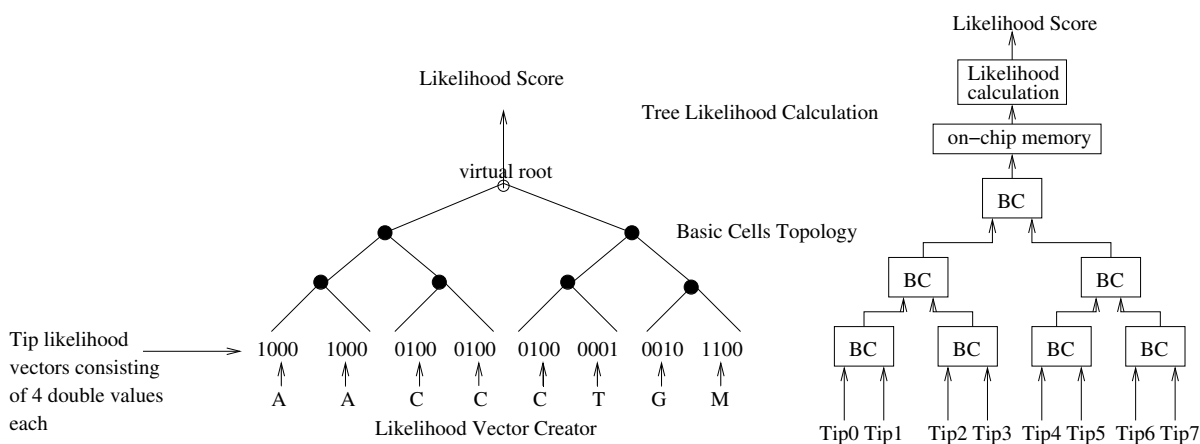 Likelihood Score
virtual root
Tip likelihood
vectors consisting
of 4 double values
each
1000 1000 0100 0100 0100 0001 0010 1100
A A C C C T G M
Likelihood Vector Creator
Tree Likelihood Calculation
Basic Cells Topology
Likelihood Score
Likelihood
calculation
on-chip memory
BC
BC BC
BC BC BC BC
Tip0 Tip1 Tip2 Tip3 Tip4 Tip5 Tip6 Tip7